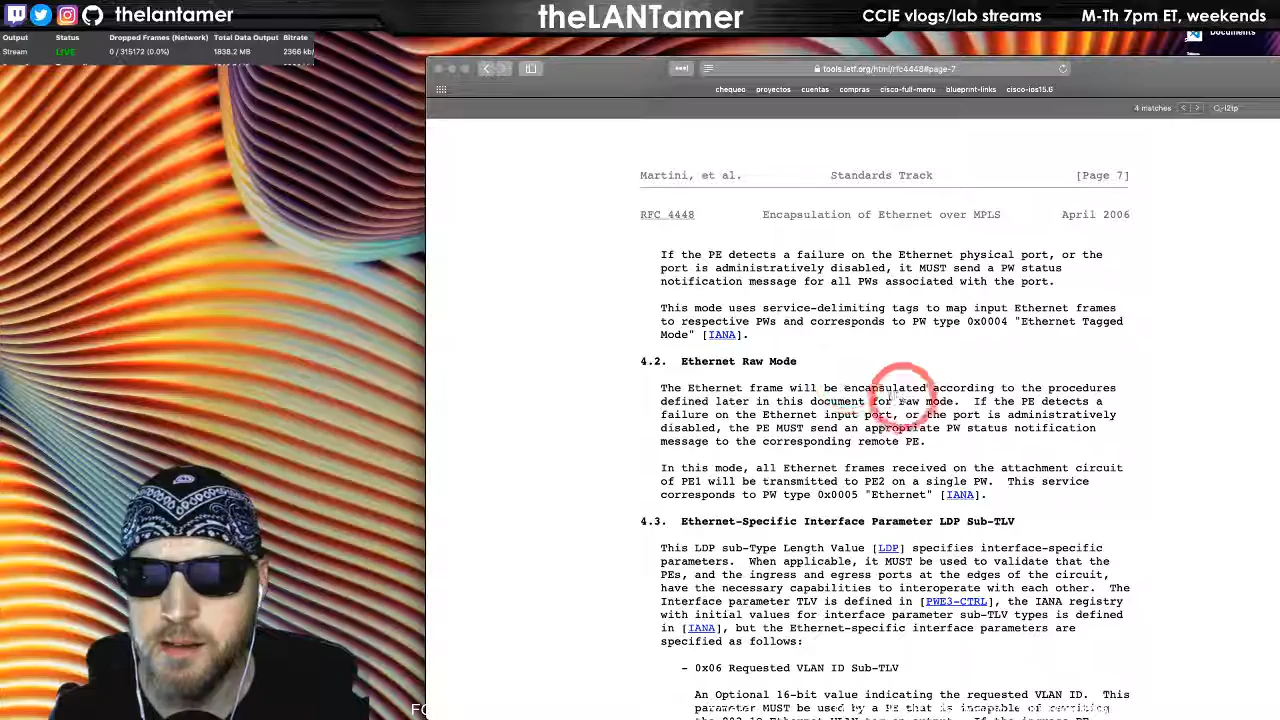 thelantamer
theLANTamer
CCIE vlogs/lab streams
M-Th 7pm ET, weekends
Output Status Dropped Frames (Network) Total Data Output Bitrate
Stream LIVE 0 / 315172 (0.0%) 1838.2 MB 2366 kb/
Documents
tools.ietf.org/html/rfc4448#page-7
chequeo proyectos cuentas compras cisco-full-menu blueprint-links cisco-ios15.6
4 matches
l2tp
Martini, et al. Standards Track [Page 7]
RFC 4448 Encapsulation of Ethernet over MPLS April 2006
If the PE detects a failure on the Ethernet physical port, or the
port is administratively disabled, it MUST send a PW status
notification message for all PWs associated with the port.
This mode uses service-delimiting tags to map input Ethernet frames
to respective PWs and corresponds to PW type 0x0004 "Ethernet Tagged
Mode" [IANA].
4.2. Ethernet Raw Mode
The Ethernet frame will be encapsulated according to the procedures
defined later in this document for raw mode. If the PE detects a
failure on the Ethernet input port, or the port is administratively
disabled, the PE MUST send an appropriate PW status notification
message to the corresponding remote PE.
In this mode, all Ethernet frames received on the attachment circuit
of PE1 will be transmitted to PE2 on a single PW. This service
corresponds to PW type 0x0005 "Ethernet" [IANA].
4.3. Ethernet-Specific Interface Parameter LDP Sub-TLV
This LDP sub-Type Length Value [LDP] specifies interface-specific
parameters. When applicable, it MUST be used to validate that the
PEs, and the ingress and egress ports at the edges of the circuit,
have the necessary capabilities to interoperate with each other. The
Interface parameter TLV is defined in [PWE3-CTRL], the IANA registry
with initial values for interface parameter sub-TLV types is defined
in [IANA], but the Ethernet-specific interface parameters are
specified as follows:
- 0x06 Requested VLAN ID Sub-TLV
An Optional 16-bit value indicating the requested VLAN ID. This
parameter MUST be used by a PE that is incapable of rewriting